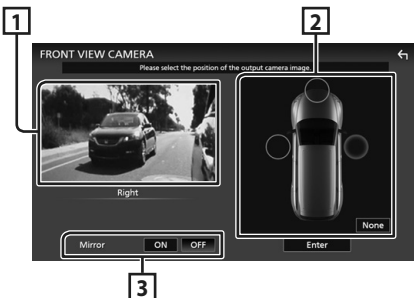 1
2
FRONT VIEW CAMERA
Please select the position of the output camera image.
Right
None
Mirror ON OFF
Enter
3